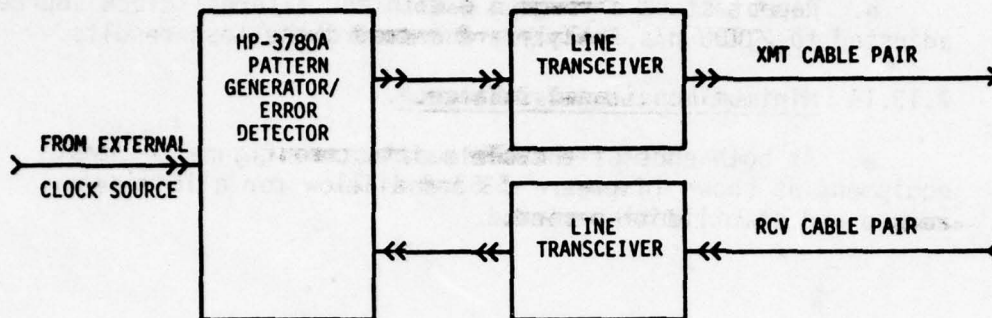 HP-3780A
PATTERN
GENERATOR/
ERROR
DETECTOR
LINE
TRANSCEIVER
XMT CABLE PAIR
FROM EXTERNAL
CLOCK SOURCE
LINE
TRANSCEIVER
RCV CABLE PAIR